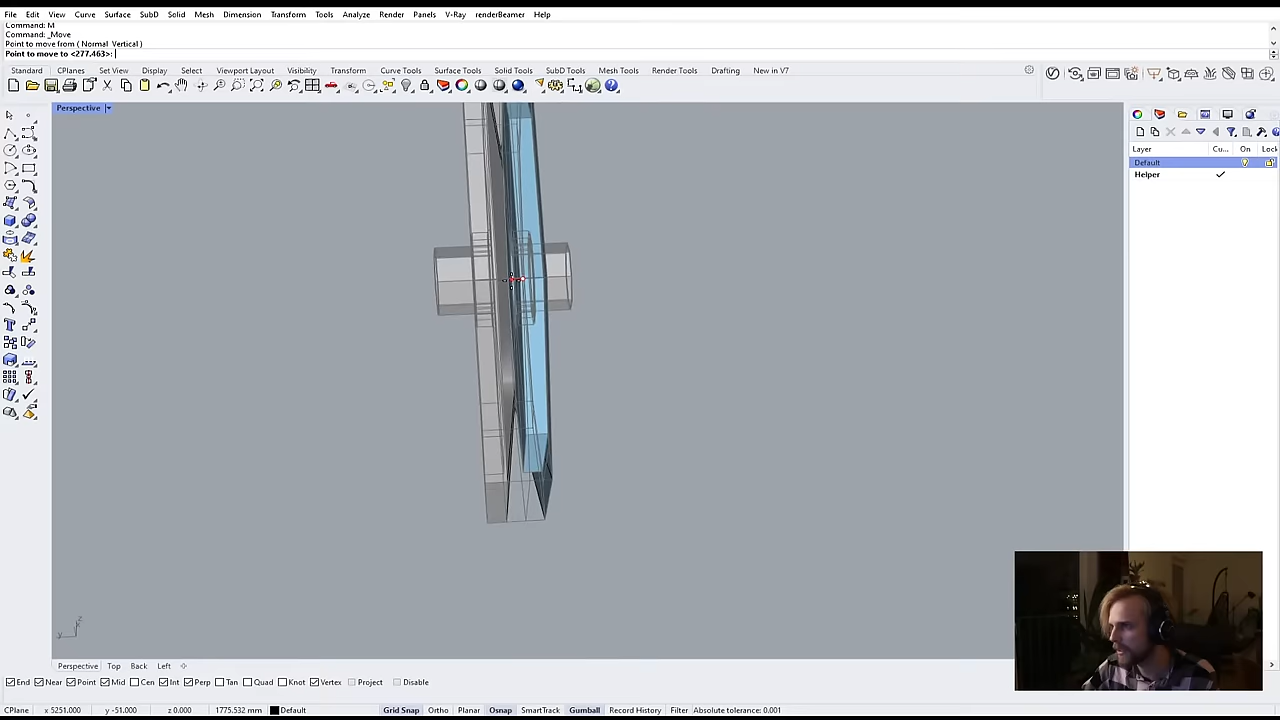 File Edit View Curve Surface SubD Solid Mesh Dimension Transform Tools Analyze Render Panels V-Ray renderBeamer Help
Command: M
Command: _Move
Point to move from ( Normal Vertical )
Point to move to <277.463>:
Standard CPlanes Set View Display Select Viewport Layout Visibility Transform Curve Tools Surface Tools Solid Tools SubD Tools Mesh Tools Render Tools Drafting New in V7
Perspective
Layer Cu... On Lock
Default
Helper
z
y
Perspective Top Back Left
End Near Point Mid Cen Int Perp Tan Quad Knot Vertex Project Disable
CPlane x 5251.000 y -51.000 z 0.000 1775.532 mm Default Grid Snap Ortho Planar Osnap SmartTrack Gumball Record History Filter Absolute tolerance: 0.001